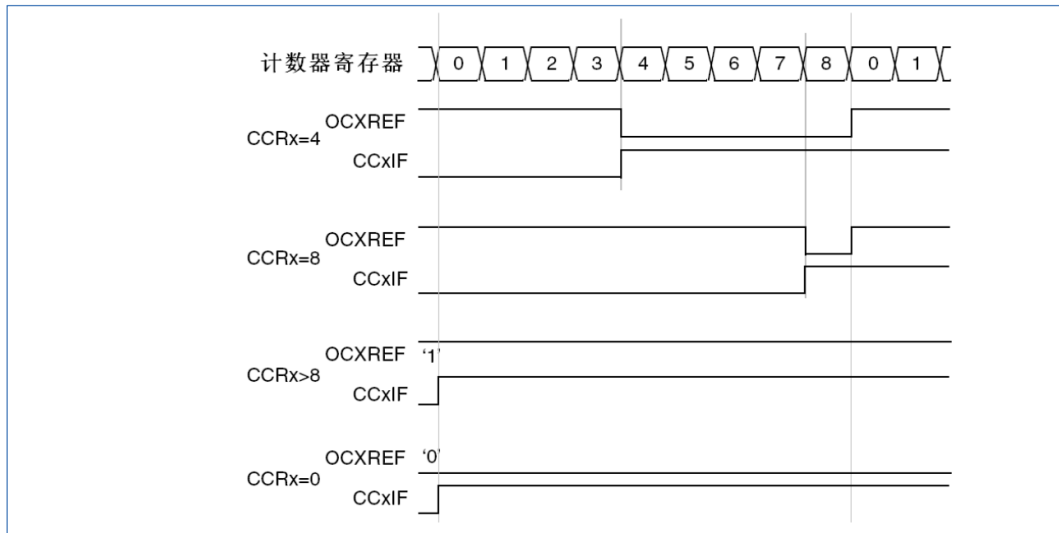 计数器寄存器 0 1 2 3 4 5 6 7 8 0 1
OCXREF
CCRx=4
CCxIF
OCXREF
CCRx=8
CCxIF
OCXREF ‘1’
CCRx>8
CCxIF
OCXREF ‘0’
CCRx=0
CCxIF